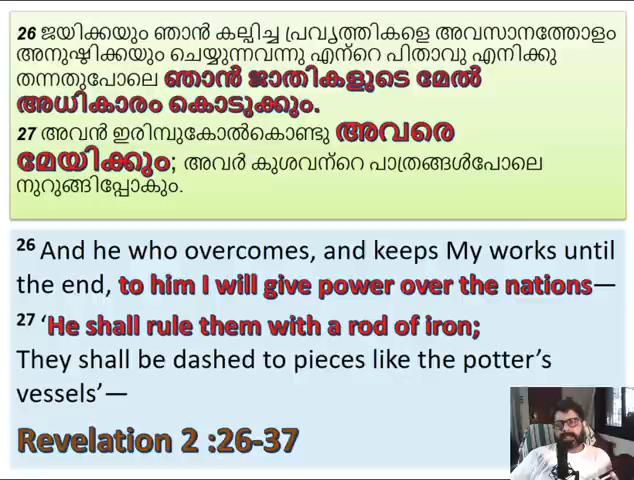 26 ജയിക്കയും ഞാൻ കല്പിച്ച പ്രവൃത്തികളെ അവസാനത്തോളം
അനുഷ്ഠിക്കയും ചെയ്യുന്നവന്നു എന്റെ പിതാവു എനിക്കു
തന്നതുപോലെ ഞാൻ ജാതികളുടെ മേൽ
അധികാരം കൊടുക്കും.
27 അവൻ ഇരിമ്പുകോൽകൊണ്ടു അവരെ
മേയിക്കും; അവർ കുശവന്റെ പാത്രങ്ങൾപോലെ
നുറുങ്ങിപ്പോകും.
26 And he who overcomes, and keeps My works until
the end, to him I will give power over the nations—
27 ‘He shall rule them with a rod of iron;
They shall be dashed to pieces like the potter’s
vessels’—
Revelation 2 :26-37